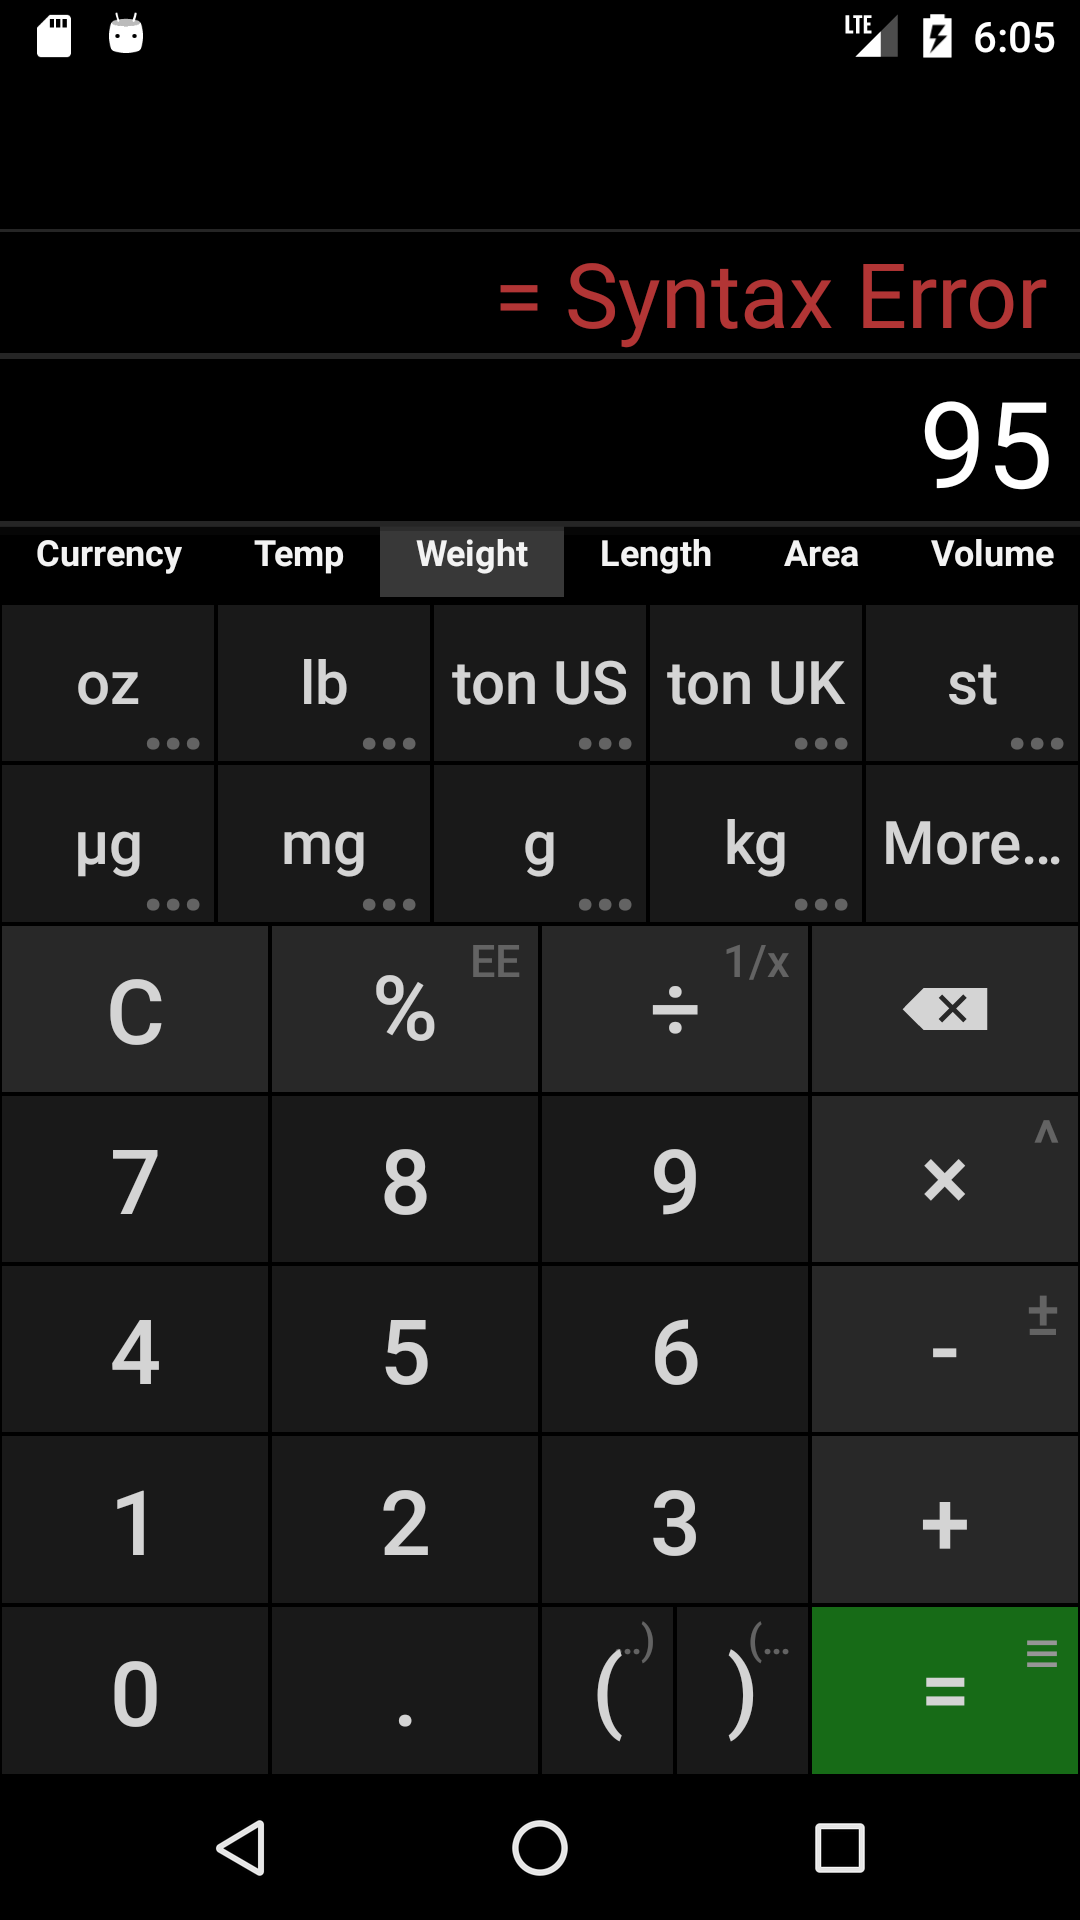 LTE 6:05
= Syntax Error
95
Currency Temp Weight Length Area Volume
oz lb ton US ton UK st
µg mg g kg More...
C % EE ÷ 1/x
7 8 9 × ^
4 5 6 - ±
1 2 3 +
0 . ( ..) ) (... = ≡